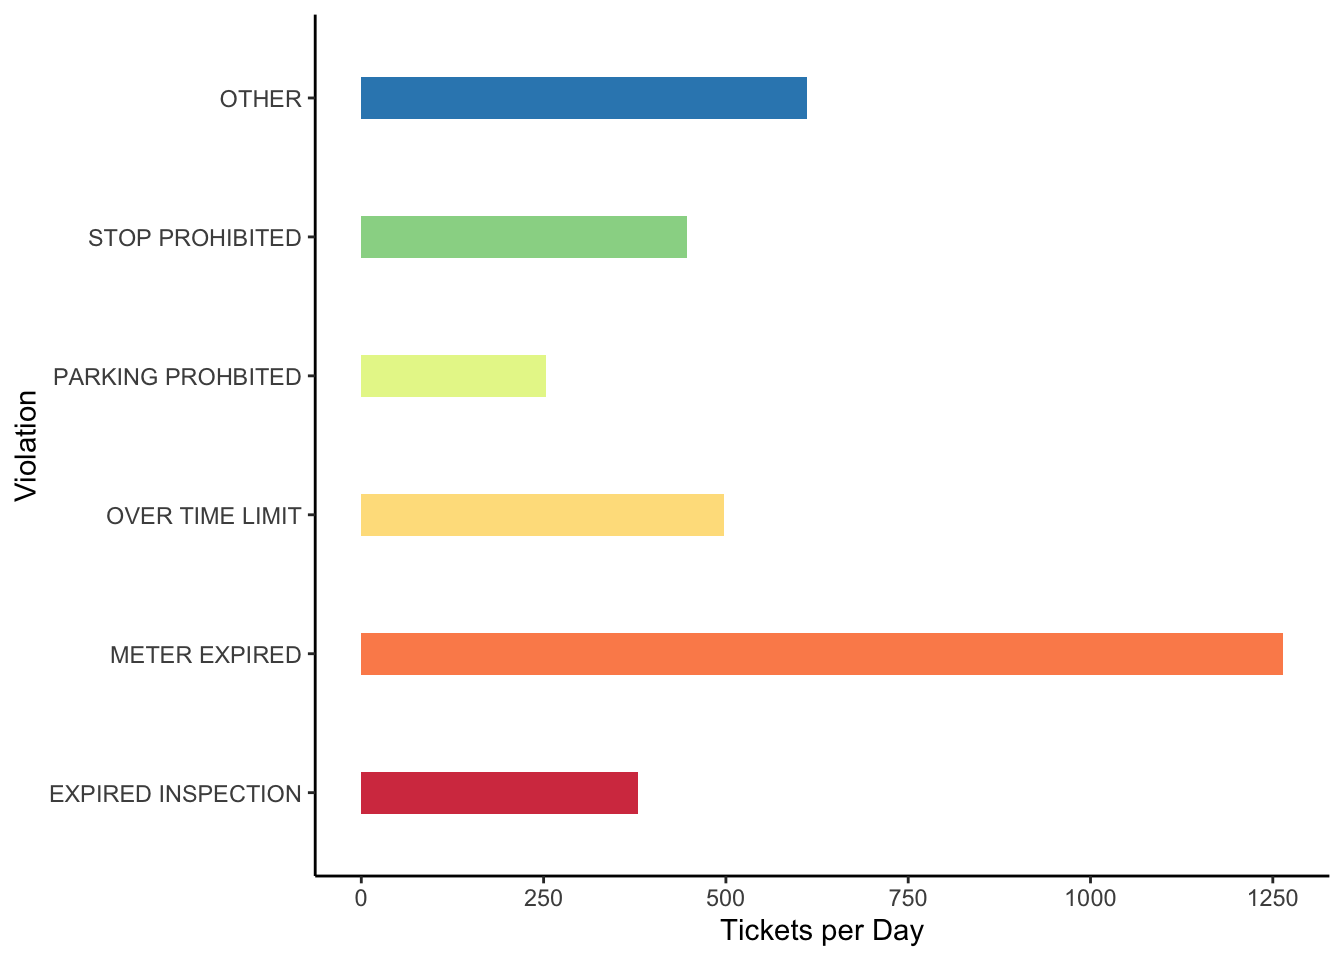 OTHER
STOP PROHIBITED
PARKING PROHBITED
OVER TIME LIMIT
METER EXPIRED
EXPIRED INSPECTION
Violation
0 250 500 750 1000 1250
Tickets per Day